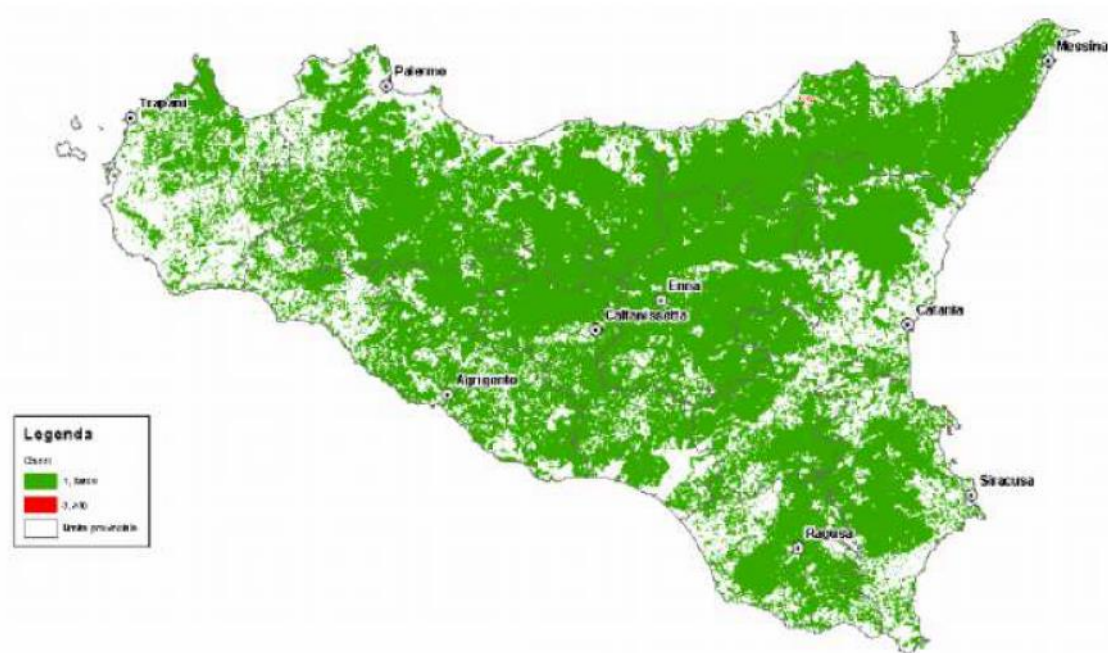 Messina
Palermo
Trapani
Enna
Caltanissetta
Catania
Agrigento
Legenda
Limite provinciale
Siracusa
Ragusa